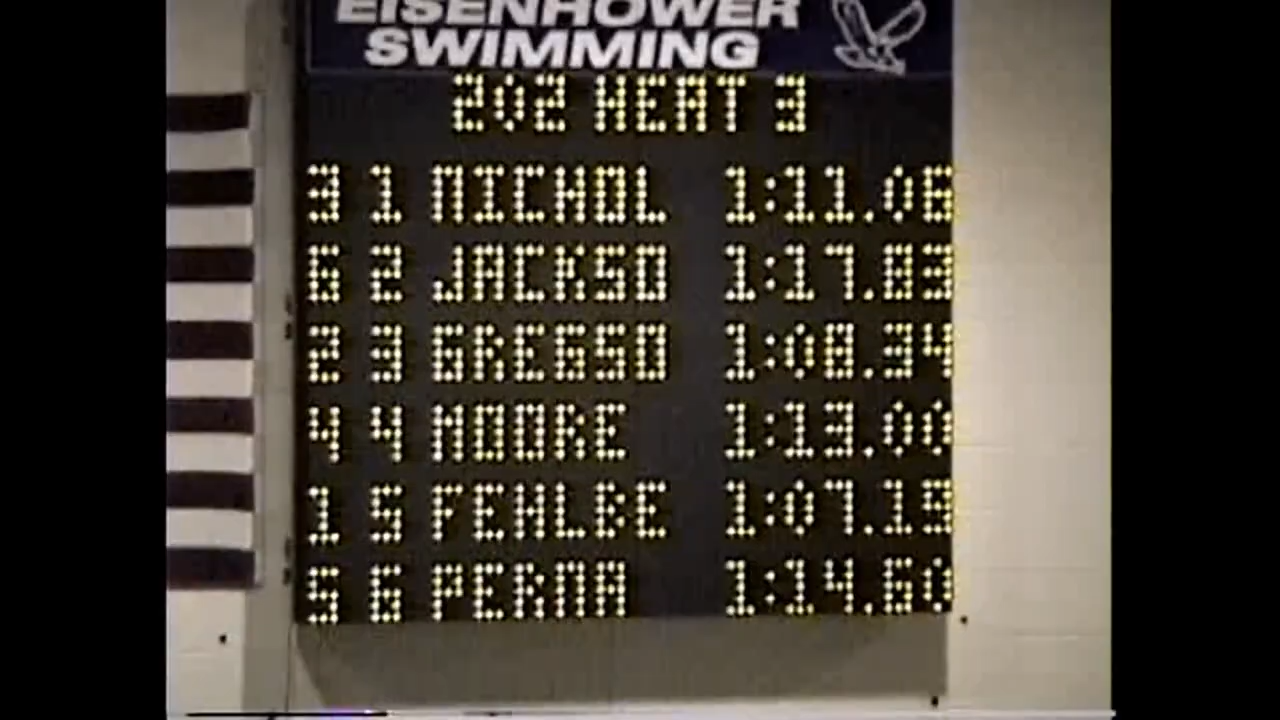 EISENHOWER
SWIMMING
202 HEAT 3
3 1 NICHOL 1:11.06
6 2 JACKSO 1:17.83
2 3 GREGSO 1:08.34
4 4 MOORE 1:13.00
1 5 FEHLBE 1:07.19
5 6 PERNA 1:14.60